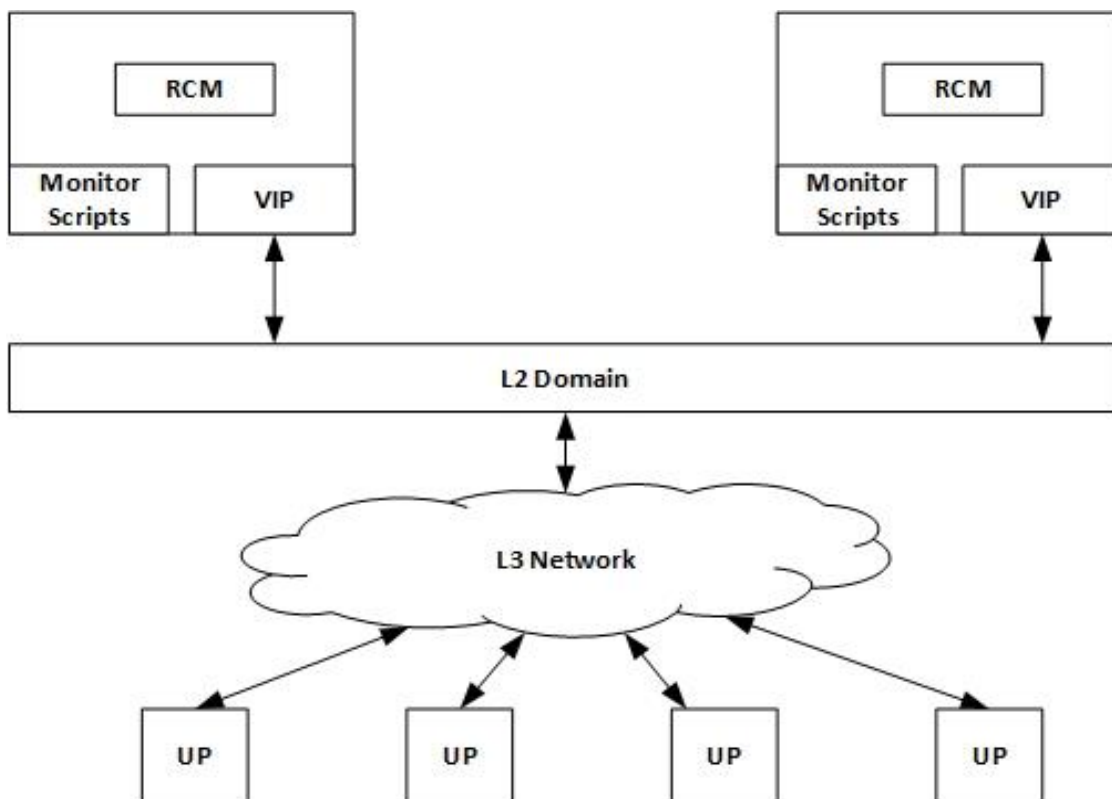 RCM
RCM
Monitor
Scripts
VIP
Monitor
Scripts
VIP
L2 Domain
L3 Network
UP
UP
UP
UP